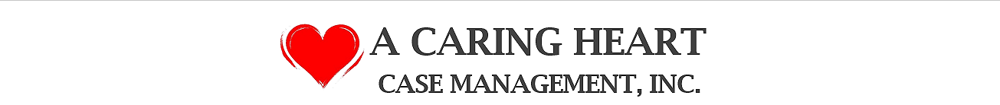 A CARING HEART
CASE MANAGEMENT, INC.